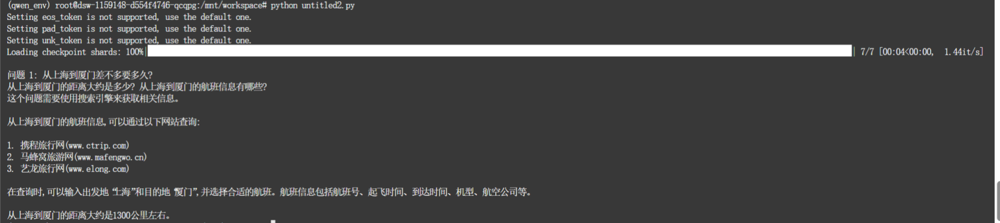 (qwen_env) root@dsw-1159148-d554f4746-qcqpg:/mnt/workspace# python untitled2.py
Setting eos_token is not supported, use the default one.
Setting pad_token is not supported, use the default one.
Setting unk_token is not supported, use the default one.
Loading checkpoint shards: 100%| | 7/7 [00:04<00:00, 1.44it/s]
问题 1: 从上海到厦门差不多要多久?
从上海到厦门的距离大约是多少? 从上海到厦门的航班信息有哪些?
这个问题需要使用搜索引擎来获取相关信息。
从上海到厦门的航班信息,可以通过以下网站查询:
1. 携程旅行网(www.ctrip.com)
2. 马蜂窝旅游网(www.mafengwo.cn)
3. 艺龙旅行网(www.elong.com)
在查询时,可以输入出发地“上海”和目的地“厦门”,并选择合适的航班。航班信息包括航班号、起飞时间、到达时间、机型、航空公司等。
从上海到厦门的距离大约是1300公里左右。